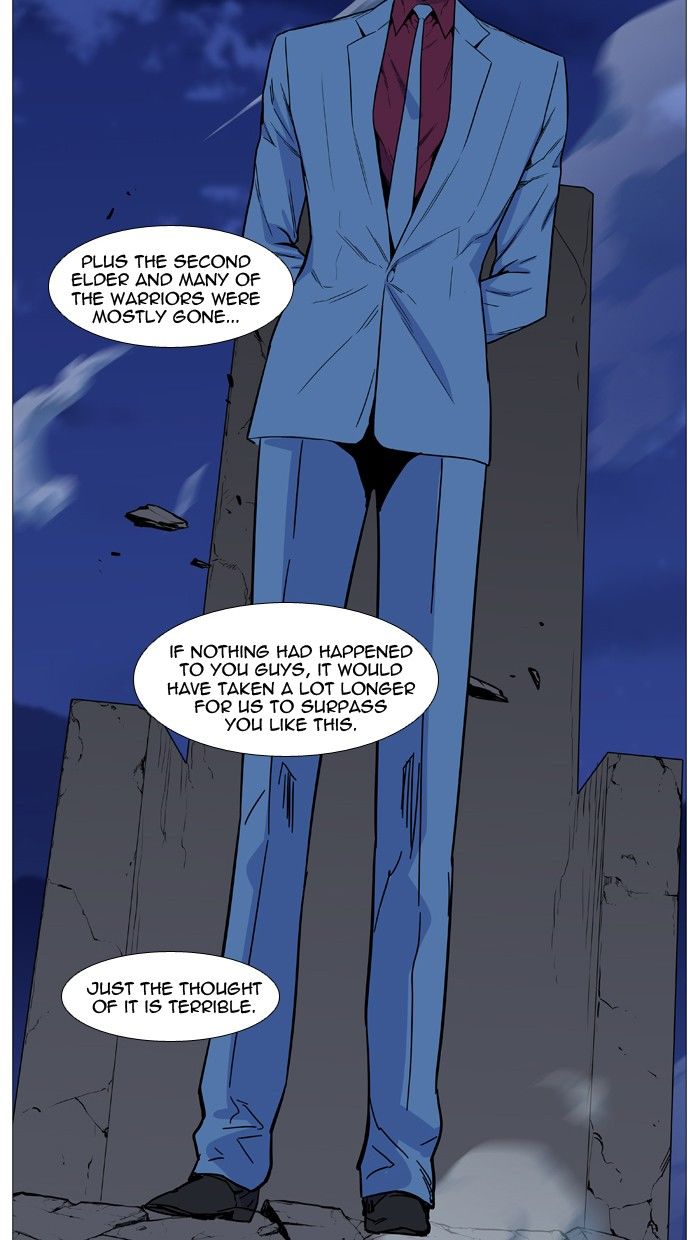 PLUS THE SECOND
ELDER AND MANY OF
THE WARRIORS WERE
MOSTLY GONE...
IF NOTHING HAD HAPPENED
TO YOU GUYS, IT WOULD
HAVE TAKEN A LOT LONGER
FOR US TO SURPASS
YOU LIKE THIS.
JUST THE THOUGHT
OF IT IS TERRIBLE.